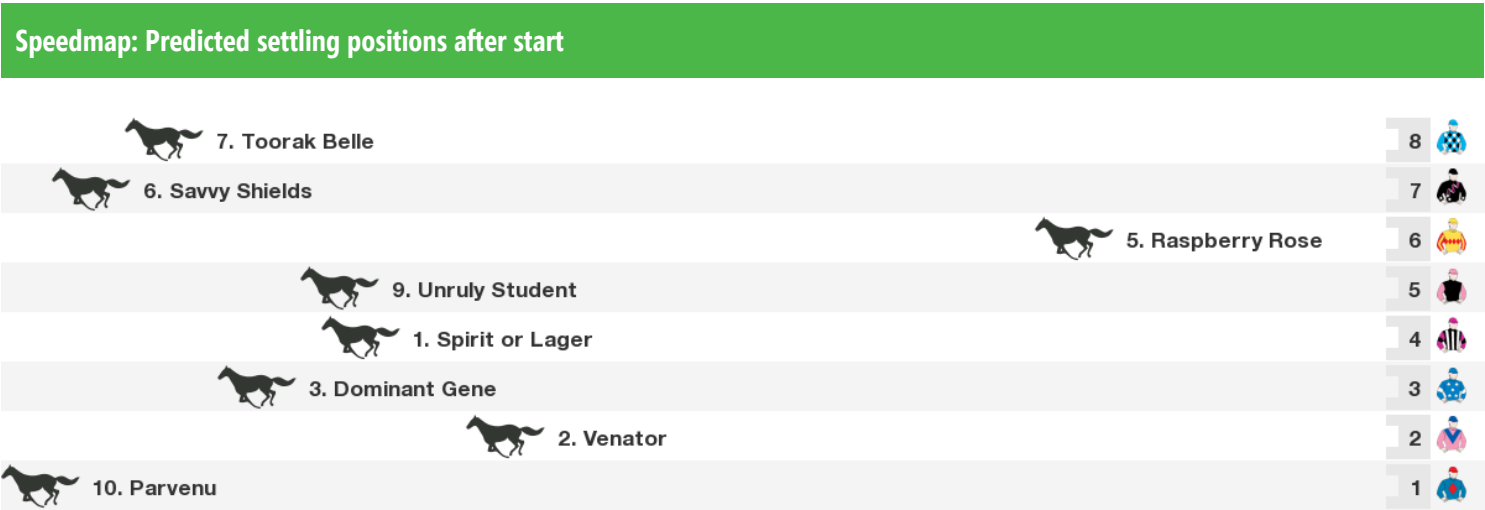 Speedmap: Predicted settling positions after start
7. Toorak Belle 8
6. Savvy Shields 7
5. Raspberry Rose 6
9. Unruly Student 5
1. Spirit or Lager 4
3. Dominant Gene 3
2. Venator 2
10. Parvenu 1